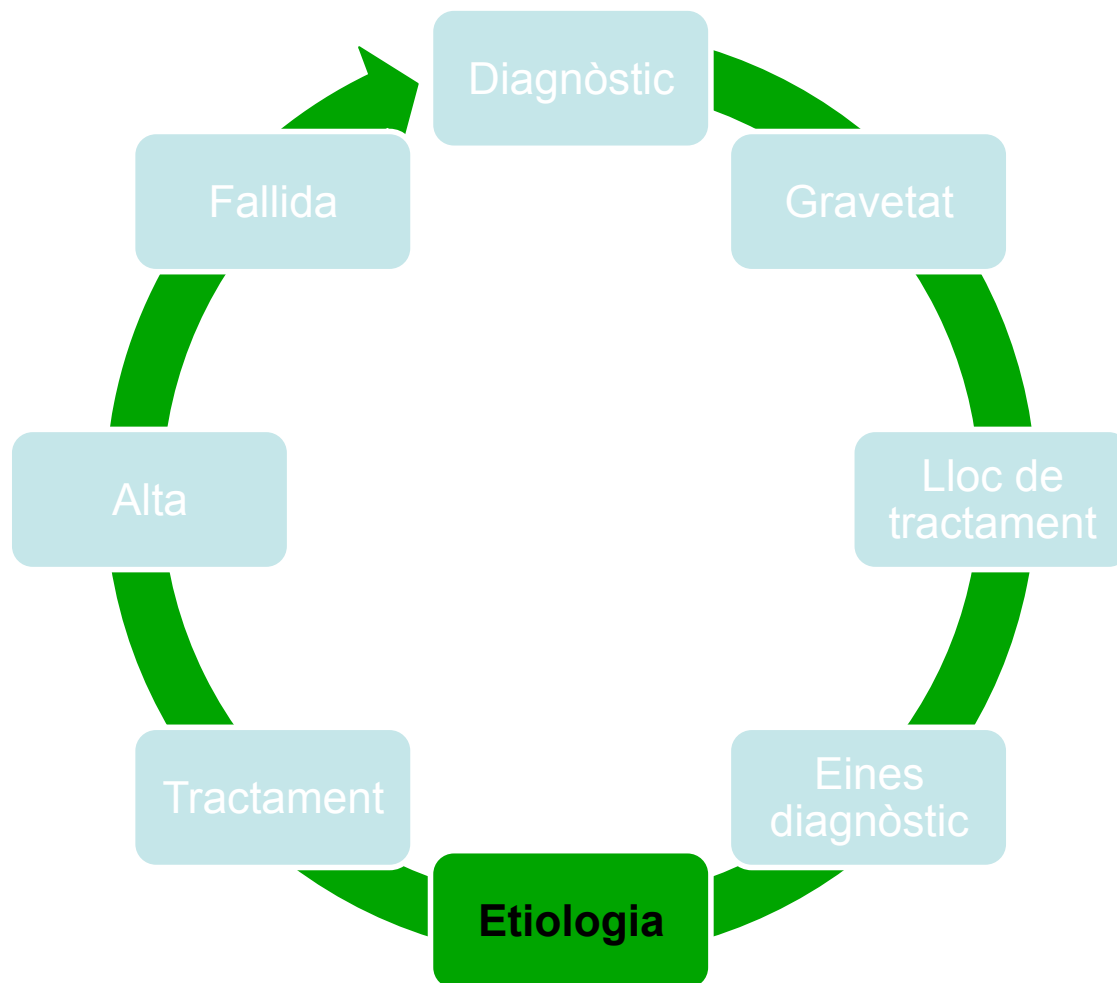 Diagnòstic
Gravetat
Lloc de
tractament
Eines
diagnòstic
Etiologia
Tractament
Alta
Fallida